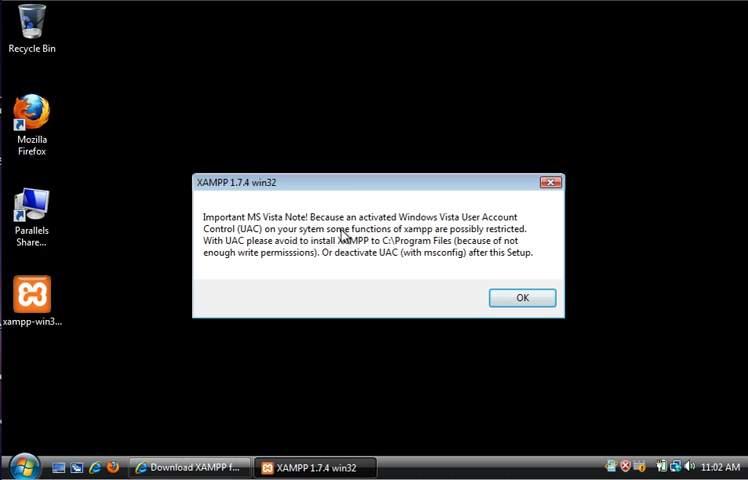 Recycle Bin
Mozilla
Firefox
Parallels
Share...
xampp-win3...
XAMPP 1.7.4 win32
Important MS Vista Note! Because an activated Windows Vista User Account
Control (UAC) on your sytem some functions of xampp are possibly restricted.
With UAC please avoid to install XAMPP to C:\Program Files (because of not
enough write permisssions). Or deactivate UAC (with msconfig) after this Setup.
OK
Download XAMPP f...
XAMPP 1.7.4 win32
11:02 AM